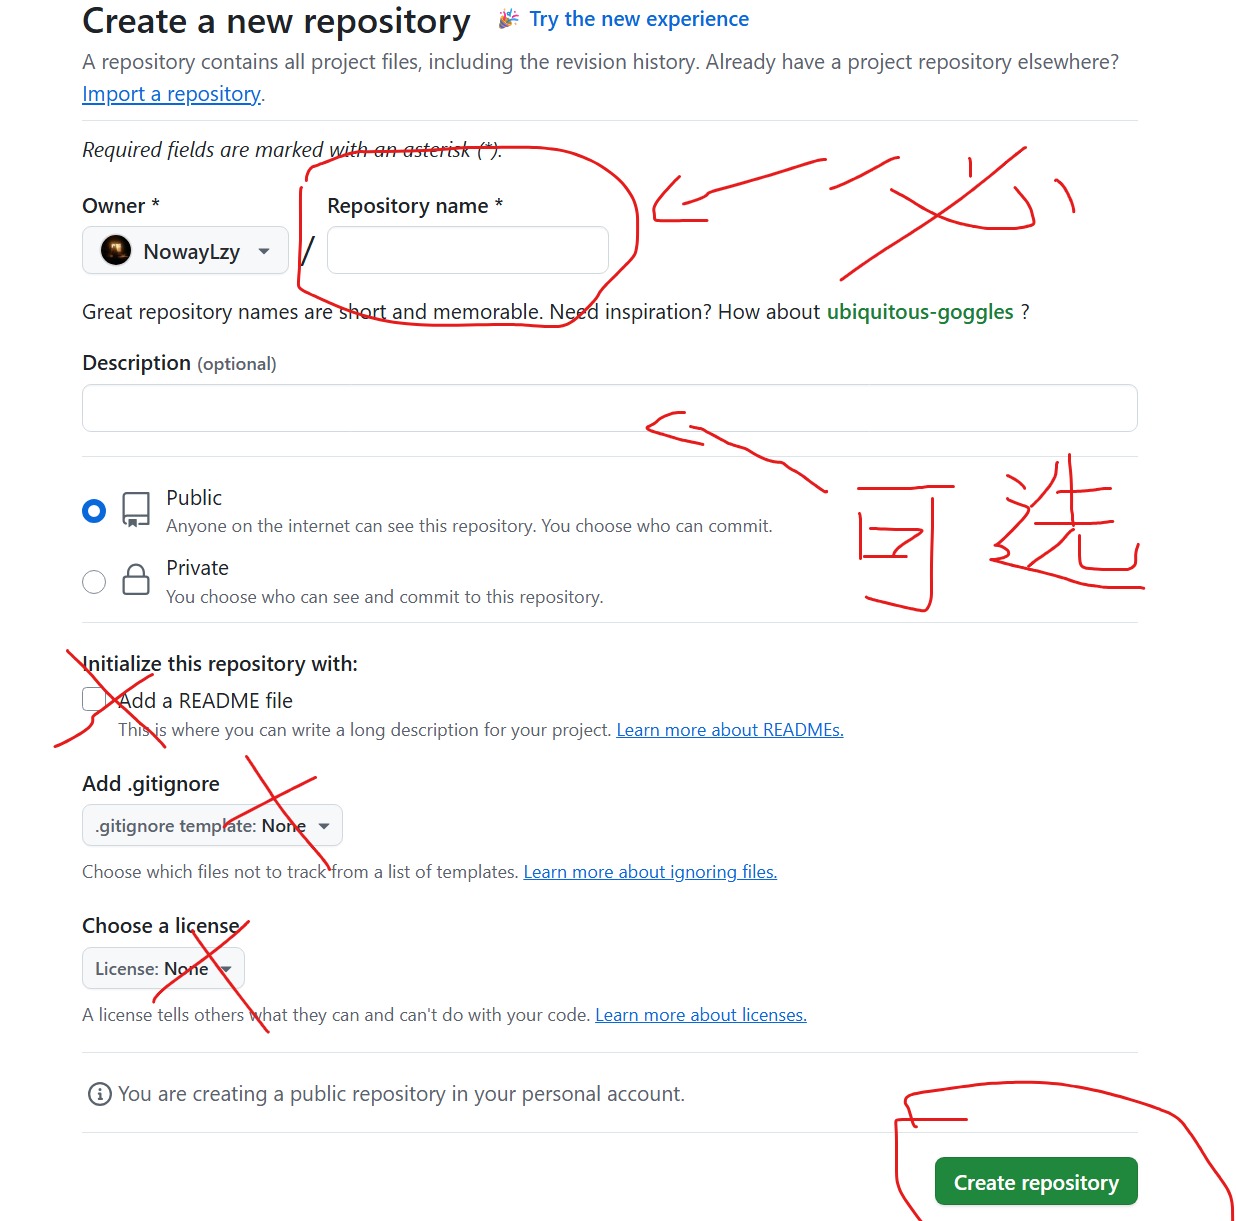 Create a new repository Try the new experience
A repository contains all project files, including the revision history. Already have a project repository elsewhere?
Import a repository.
Required fields are marked with an asterisk (*).
Owner * Repository name *
NowayLzy /
必
Great repository names are short and memorable. Need inspiration? How about ubiquitous-goggles ?
Description (optional)
可选
Public
Anyone on the internet can see this repository. You choose who can commit.
Private
You choose who can see and commit to this repository.
Initialize this repository with:
Add a README file
This is where you can write a long description for your project. Learn more about READMEs.
Add .gitignore
.gitignore template: None
Choose which files not to track from a list of templates. Learn more about ignoring files.
Choose a license
License: None
A license tells others what they can and can't do with your code. Learn more about licenses.
You are creating a public repository in your personal account.
Create repository